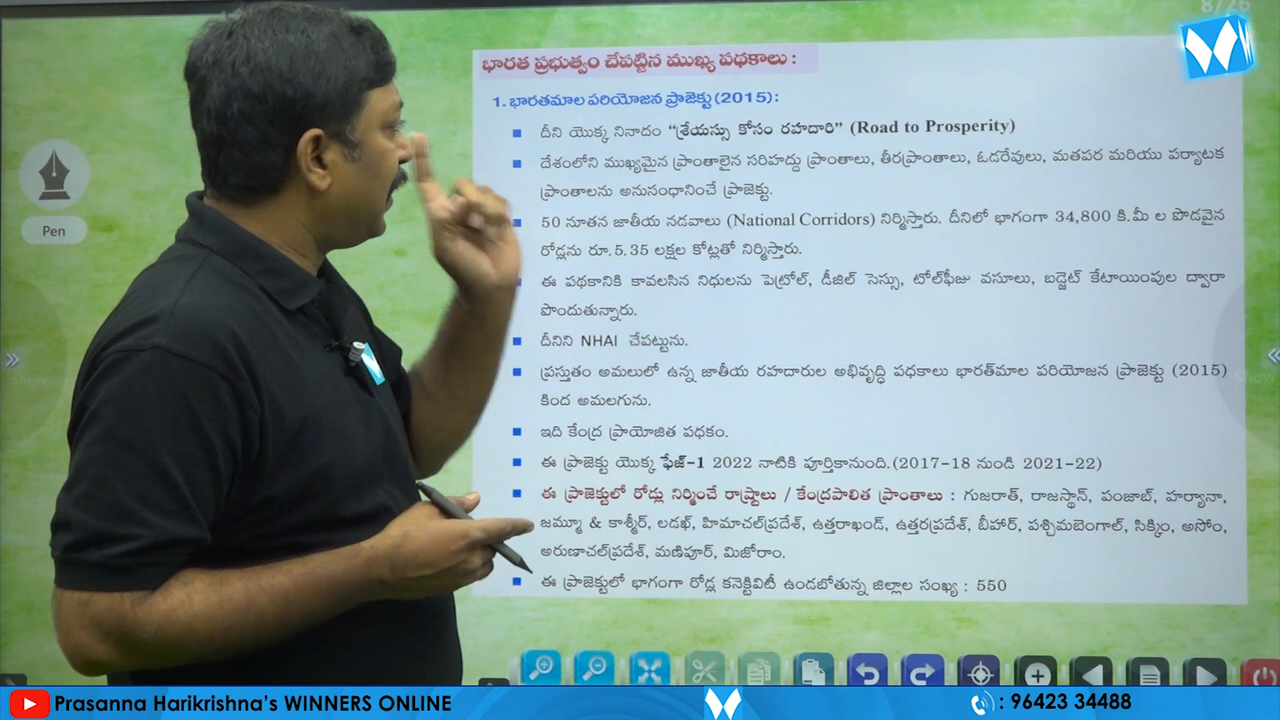 8/26
భారత ప్రభుత్వం చేపట్టిన ముఖ్య పథకాలు :
1. భారతమాల పరియోజన ప్రాజెక్టు (2015) :
■ దీని యొక్క నినాదం “శ్రేయస్సు కోసం రహదారి” (Road to Prosperity)
■ దేశంలోని ముఖ్యమైన ప్రాంతాలైన సరిహద్దు ప్రాంతాలు, తీరప్రాంతాలు, ఓడరేవులు, మతపర మరియు పర్యాటక
ప్రాంతాలను అనుసంధానించే ప్రాజెక్టు.
Pen
■ 50 నూతన జాతీయ నడవాలు (National Corridors) నిర్మిస్తారు. దీనిలో భాగంగా 34,800 కి.మీ ల పొడవైన
రోడ్లను రూ.5.35 లక్షల కోట్లతో నిర్మిస్తారు.
ఈ పథకానికి కావలసిన నిధులను పెట్రోల్, డీజిల్ సెస్సు, టోల్‌ఫీజు వసూలు, బడ్జెట్ కేటాయింపుల ద్వారా
పొందుతున్నారు.
■ దీనిని NHAI చేపట్టును.
■ ప్రస్తుతం అమలులో ఉన్న జాతీయ రహదారుల అభివృద్ధి పధకాలు భారత్‌మాల పరియోజన ప్రాజెక్టు (2015)
కింద అమలగును.
■ ఇది కేంద్ర ప్రాయోజిత పధకం.
■ ఈ ప్రాజెక్టు యొక్క ఫేజ్-1 2022 నాటికి పూర్తికానుంది.(2017-18 నుండి 2021-22)
■ ఈ ప్రాజెక్టులో రోడ్లు నిర్మించే రాష్ట్రాలు / కేంద్రపాలిత ప్రాంతాలు : గుజరాత్, రాజస్థాన్, పంజాబ్, హర్యానా,
జమ్మూ & కాశ్మీర్, లడఖ్, హిమాచల్‌ప్రదేశ్, ఉత్తరాఖండ్, ఉత్తరప్రదేశ్, బీహార్, పశ్చిమబెంగాల్, సిక్కిం, అసోం,
అరుణాచల్‌ప్రదేశ్, మణిపూర్, మిజోరాం.
■ ఈ ప్రాజెక్టులో భాగంగా రోడ్ల కనెక్టివిటీ ఉండబోతున్న జిల్లాల సంఖ్య : 550
Prasanna Harikrishna's WINNERS ONLINE
: 96423 34488